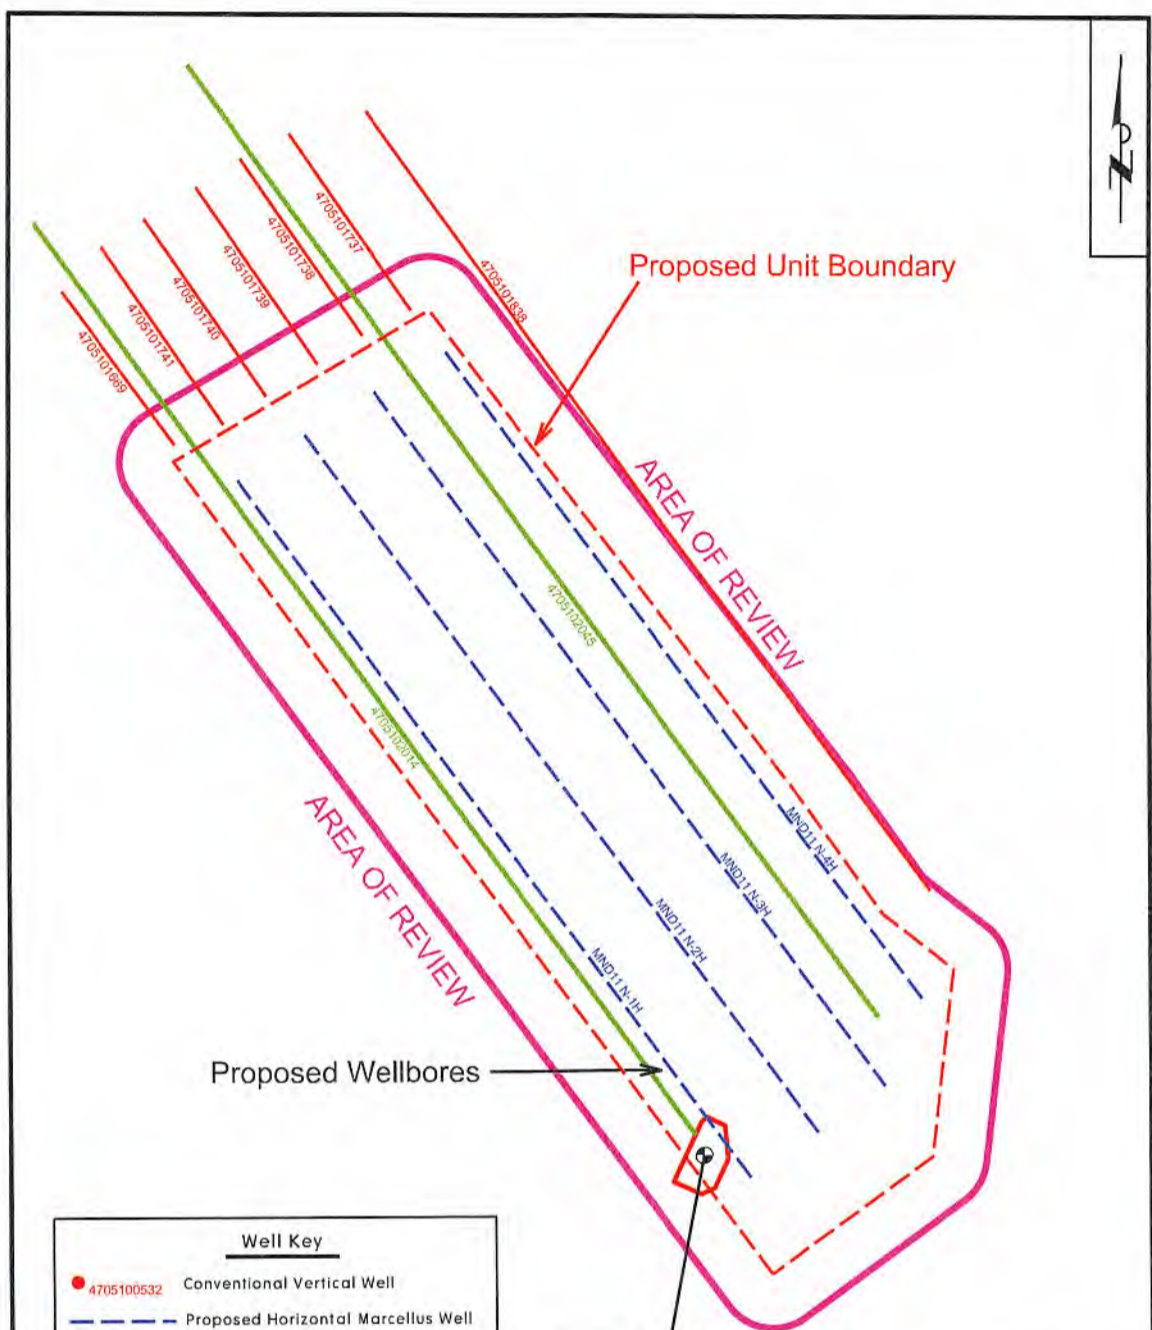 N
4705101737
4705101738
4705101739
4705101740
4705101741
4705101669
4705101838
Proposed Unit Boundary
AREA OF REVIEW
4705102045
4705102014
AREA OF REVIEW
MND11 N-4H
MND11 N-3H
MND11 N-2H
MND11 N-1H
Proposed Wellbores
Well Key
4705100532 Conventional Vertical Well
Proposed Horizontal Marcellus Well